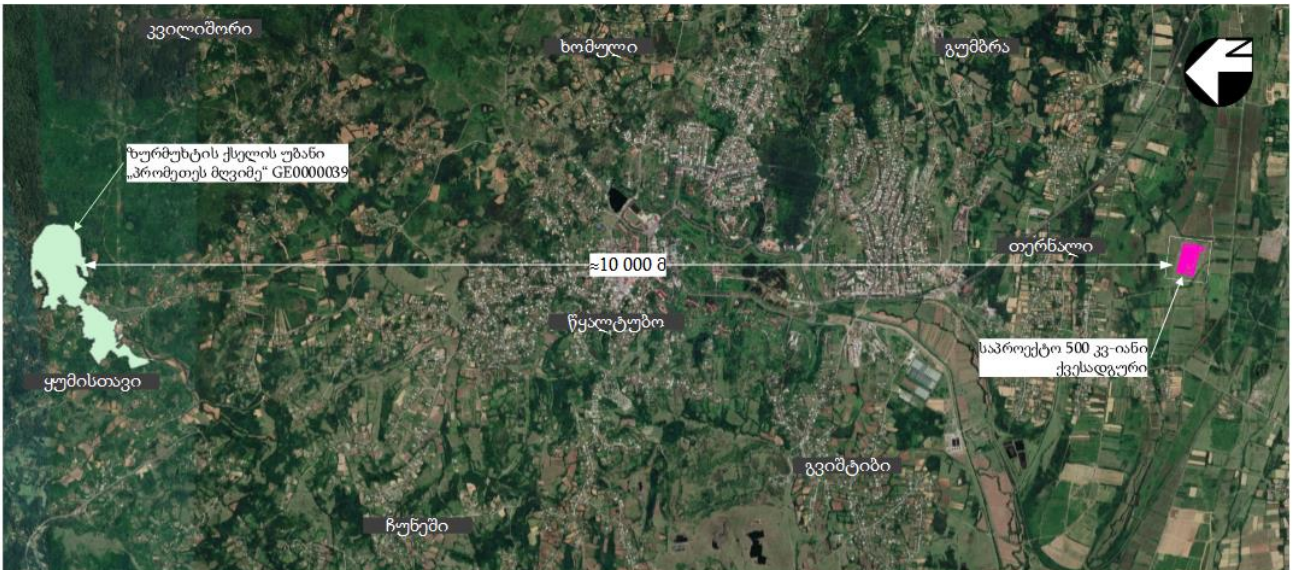 კვილიშორი
ხომული
გუმბრა
N
ზურმუხტის ქსელის უბანი
„პრომეთეს მღვიმე“ GE0000039
თერნალი
≈10 000 მ
წყალტუბო
საპროექტო 500 კვ-იანი
ქვესადგური
ყუმისთავი
გვიშტიბი
ჩუნეში